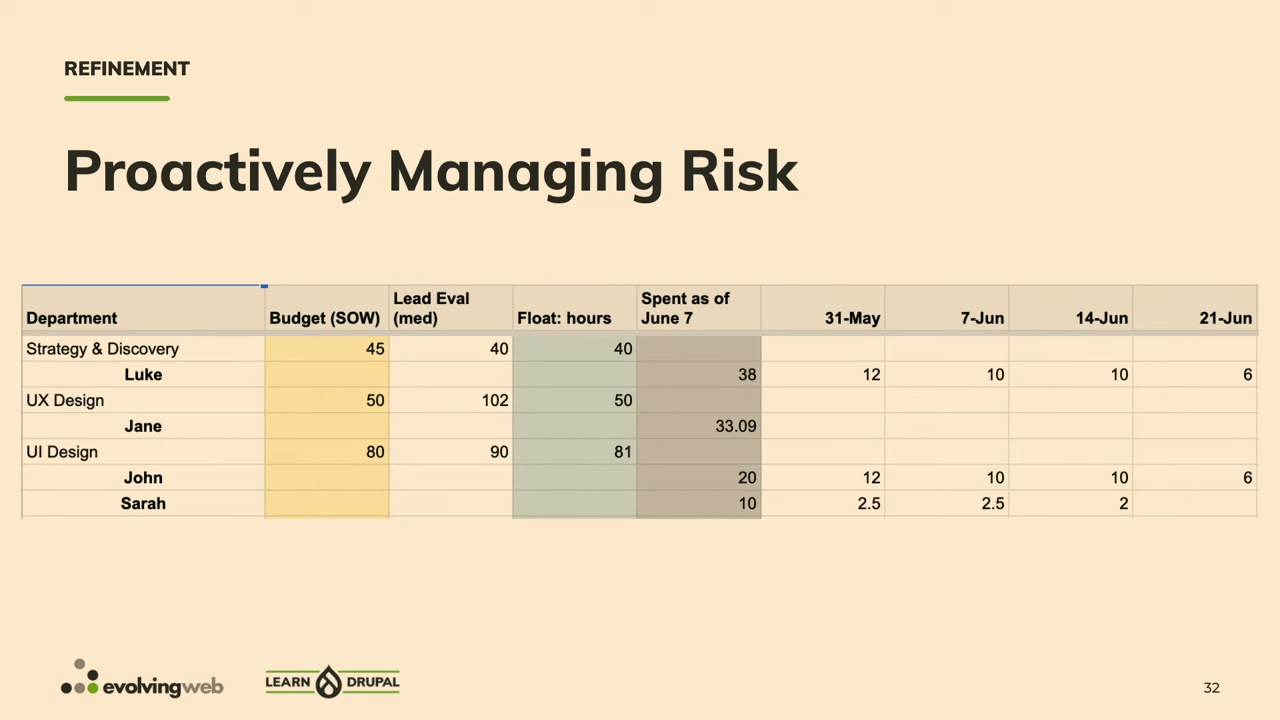 REFINEMENT
Proactively Managing Risk
Department Budget (SOW) Lead Eval (med) Float: hours Spent as of June 7 31-May 7-Jun 14-Jun 21-Jun
Strategy & Discovery 45 40 40
Luke 38 12 10 10 6
UX Design 50 102 50
Jane 33.09
UI Design 80 90 81
John 20 12 10 10 6
Sarah 10 2.5 2.5 2
evolvingweb LEARN DRUPAL 32